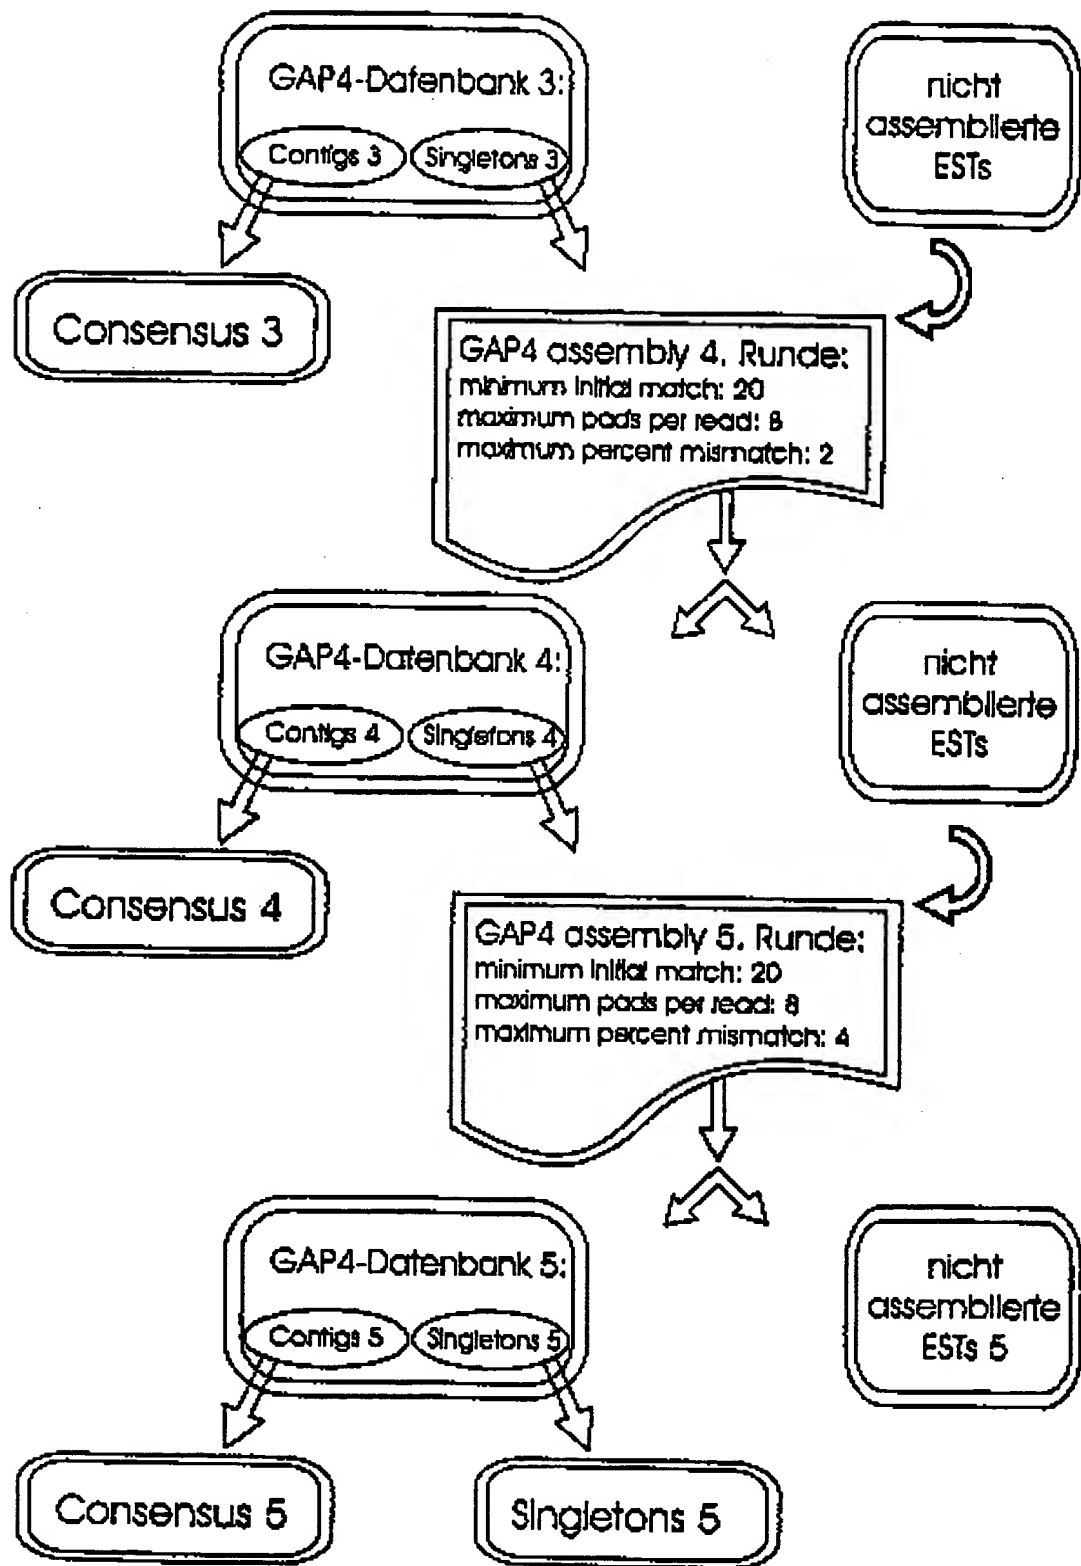 GAP4-Datenbank 3:
Contigs 3
Singletons 3
nicht
assemblierte
ESTs
Consensus 3
GAP4 assembly 4. Runde:
minimum initial match: 20
maximum pads per read: 8
maximum percent mismatch: 2
GAP4-Datenbank 4:
Contigs 4
Singletons 4
nicht
assemblierte
ESTs
Consensus 4
GAP4 assembly 5. Runde:
minimum initial match: 20
maximum pads per read: 8
maximum percent mismatch: 4
GAP4-Datenbank 5:
Contigs 5
Singletons 5
nicht
assemblierte
ESTs 5
Consensus 5
Singletons 5